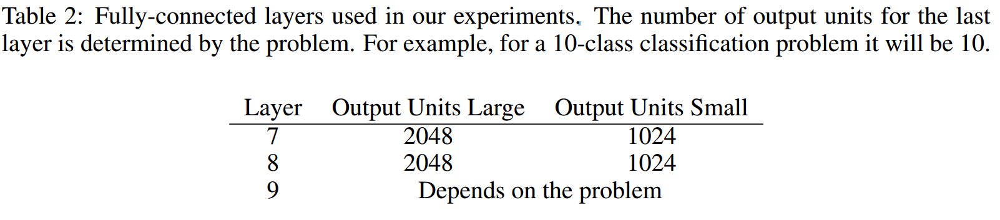 Table 2: Fully-connected layers used in our experiments. The number of output units for the last
layer is determined by the problem. For example, for a 10-class classification problem it will be 10.
Layer Output Units Large Output Units Small
7 2048 1024
8 2048 1024
9 Depends on the problem